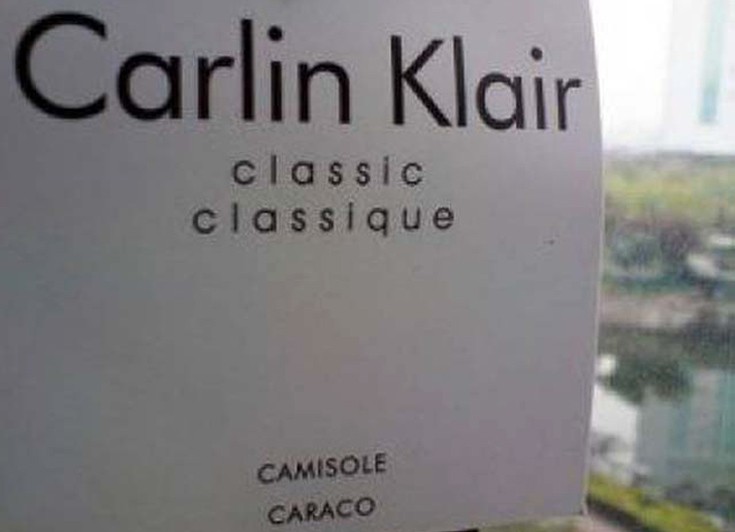 Carlin Klair
classic
classique
CAMISOLE
CARACO